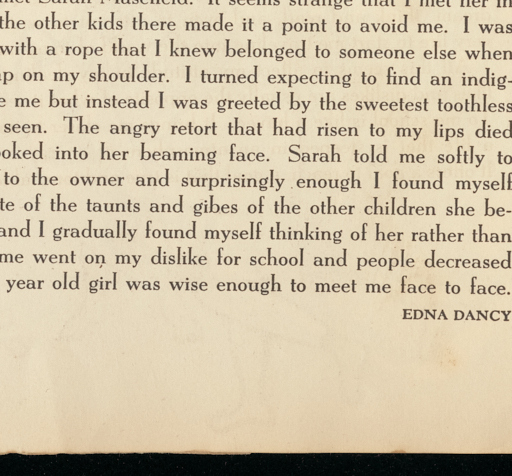 met Sarah Masefield. It seems strange that I met her in
the other kids there made it a point to avoid me. I was
with a rope that I knew belonged to someone else when
ap on my shoulder. I turned expecting to find an indig-
e me but instead I was greeted by the sweetest toothless
seen. The angry retort that had risen to my lips died
ooked into her beaming face. Sarah told me softly to
to the owner and surprisingly enough I found myself
te of the taunts and gibes of the other children she be-
and I gradually found myself thinking of her rather than
me went on my dislike for school and people decreased
year old girl was wise enough to meet me face to face.
EDNA DANCY